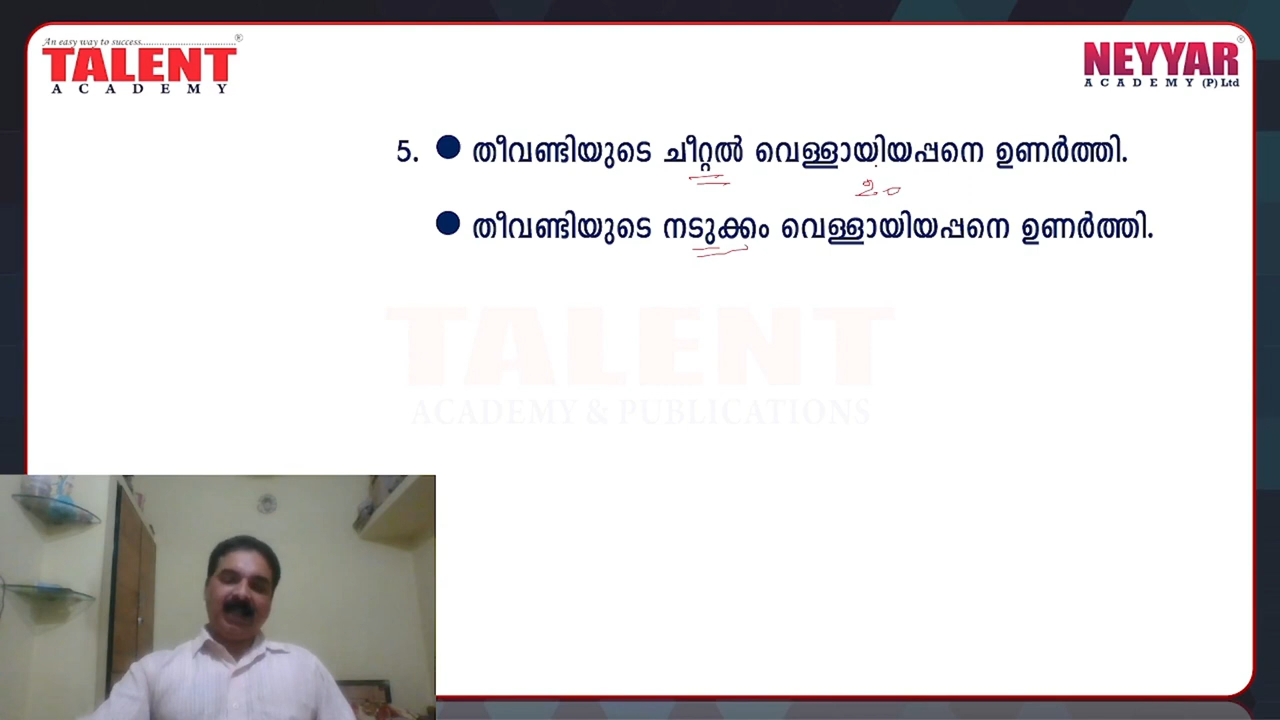 An easy way to success
TALENT
ACADEMY
NEYYAR
ACADEMY (P) Ltd
5. ● തീവണ്ടിയുടെ ചീറ്റൽ വെള്ളായിയപ്പനെ ഉണർത്തി.
● തീവണ്ടിയുടെ നടുക്കം വെള്ളായിയപ്പനെ ഉണർത്തി.
TALENT
ACADEMY & PUBLICATIONS